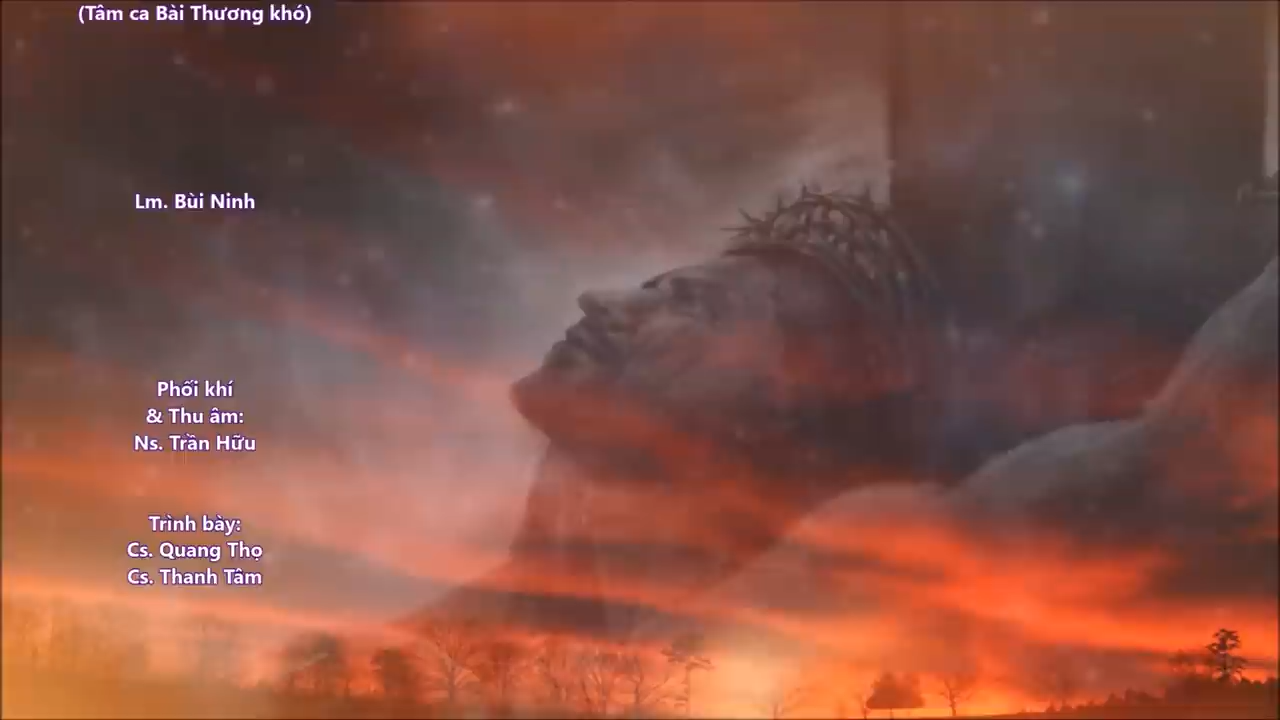 (Tâm ca Bài Thương khó)
Lm. Bùi Ninh
Phối khí
& Thu âm:
Ns. Trần Hữu
Trình bày:
Cs. Quang Thọ
Cs. Thanh Tâm